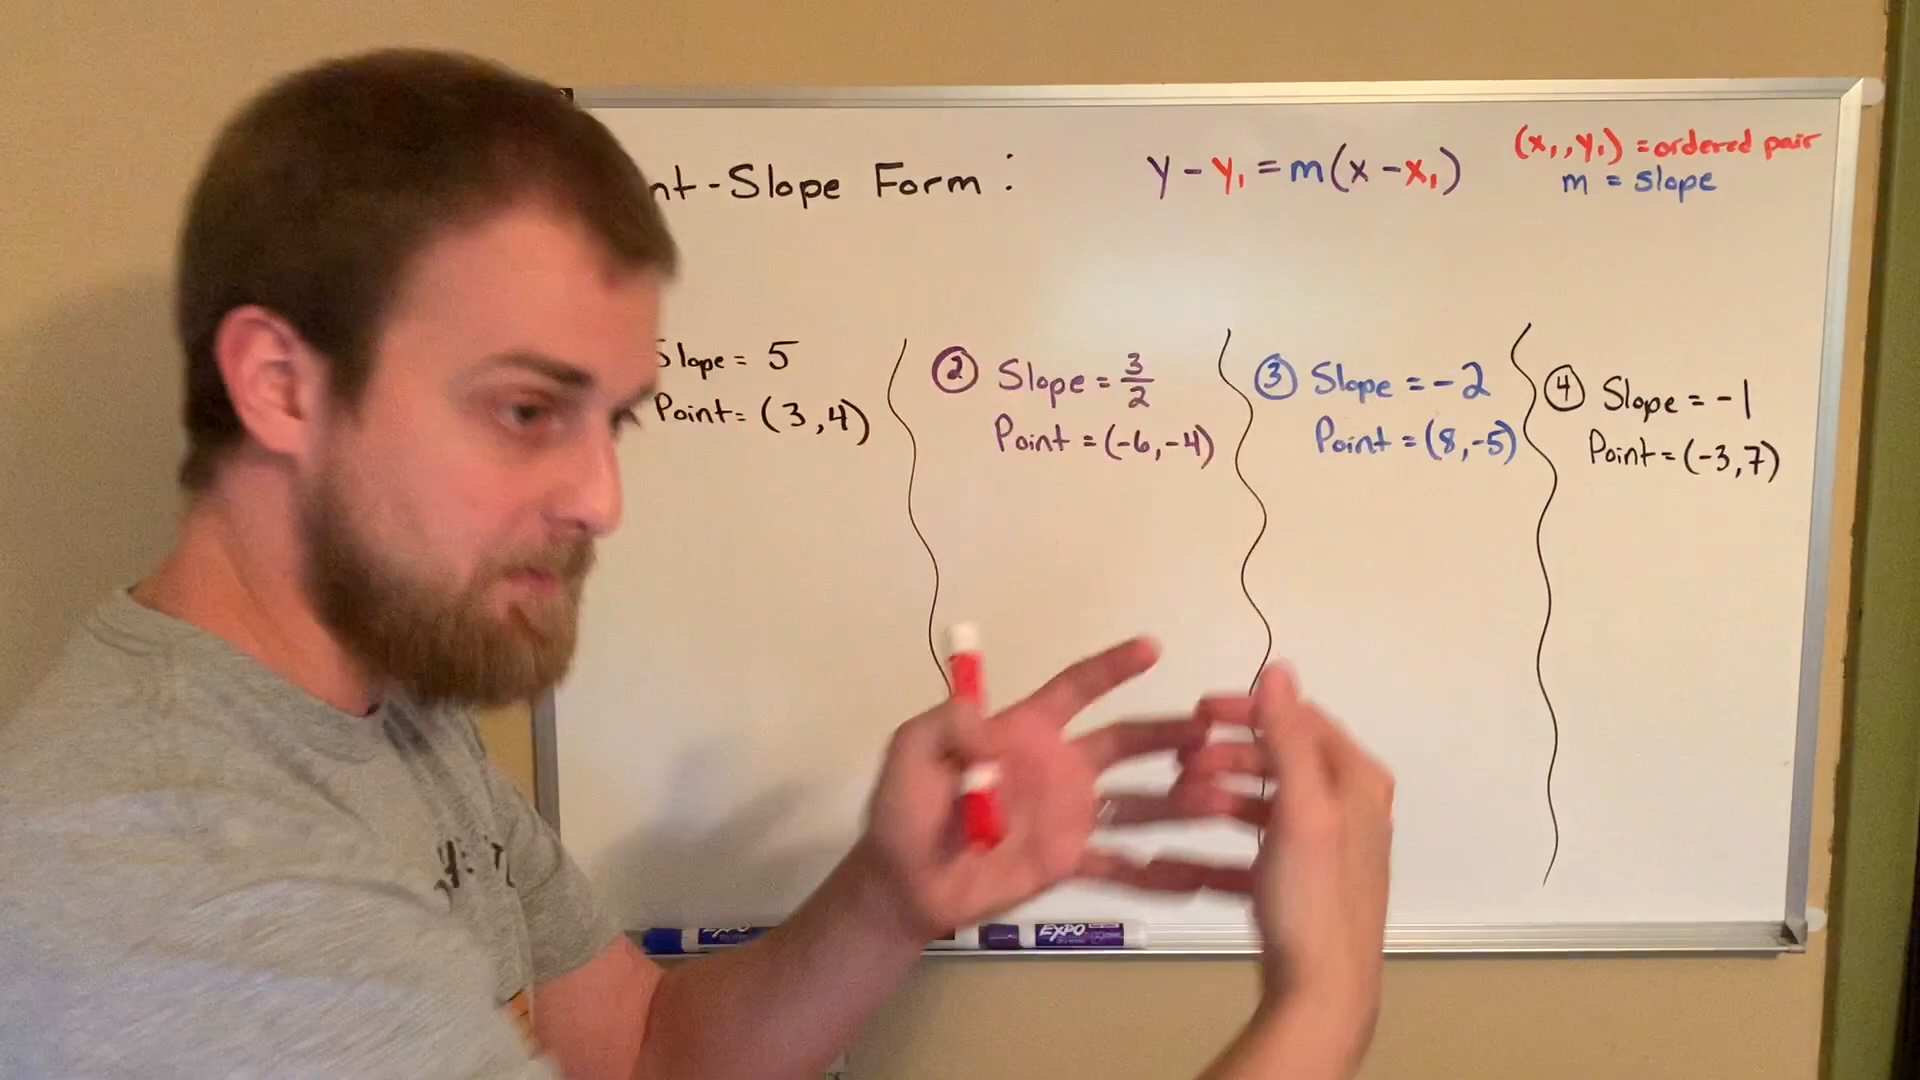 nt-Slope Form :
y - y₁ = m(x - x₁)
(x₁, y₁) = ordered pair
m = slope
Slope = 5
Point = (3,4)
② Slope = 3/2
Point = (-6,-4)
③ Slope = -2
Point = (8,-5)
④ Slope = -1
Point = (-3,7)
EXPO